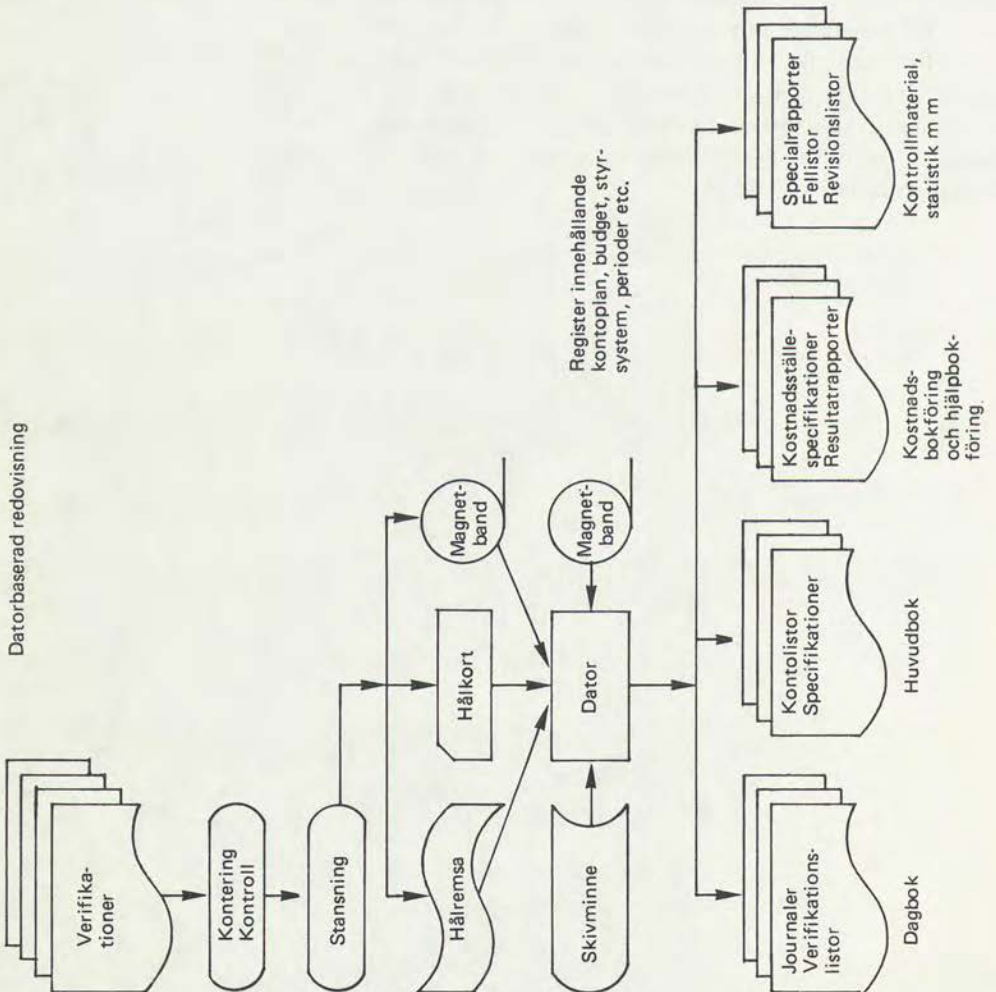 Datorbaserad redovisning
Verifika-
tioner
Kontering
Kontroll
Stansning
Hålremsa
Hålkort
Magnet-
band
Skivminne
Dator
Magnet-
band
Register innehållande
kontoplan, budget, styr-
system, perioder etc.
Journaler
Verifikations-
listor
Dagbok
Kontolistor
Specifikationer
Huvudbok
Kostnadsställe-
specifikationer
Resultatrapporter
Kostnads-
bokföring
och hjälpbok-
föring.
Specialrapporter
Fellistor
Revisionslistor
Kontrollmaterial,
statistik m m